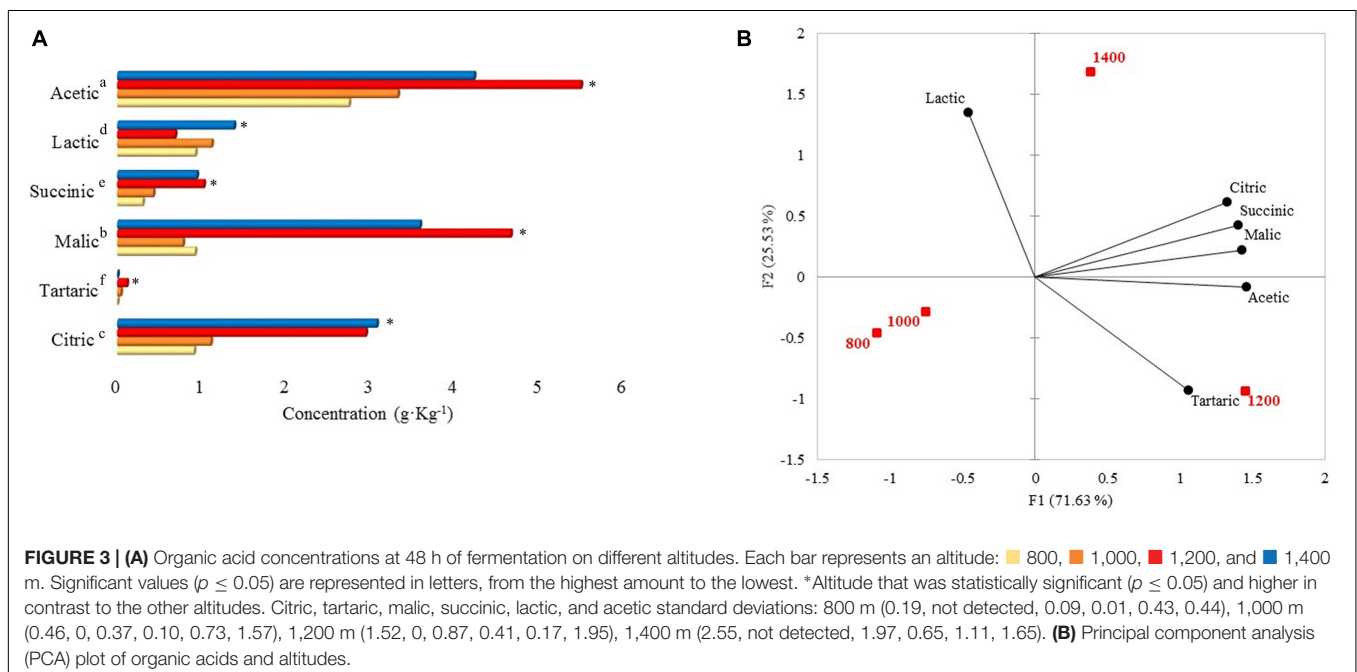 A
Acetic a
*
Lactic d
*
Succinic e
*
Malic b
*
Tartaric f
*
Citric c
*
0 1 2 3 4 5 6
Concentration (g·Kg-1)
B
2
1.5
1
0.5
0
-0.5
-1
-1.5
F2 (25.53 %)
1400
Lactic
Citric
Succinic
Malic
Acetic
1000
800
Tartaric
1200
-1.5 -1 -0.5 0 0.5 1 1.5 2
F1 (71.63 %)
FIGURE 3 | (A) Organic acid concentrations at 48 h of fermentation on different altitudes. Each bar represents an altitude: 800, 1,000, 1,200, and 1,400
m. Significant values (p ≤ 0.05) are represented in letters, from the highest amount to the lowest. *Altitude that was statistically significant (p ≤ 0.05) and higher in
contrast to the other altitudes. Citric, tartaric, malic, succinic, lactic, and acetic standard deviations: 800 m (0.19, not detected, 0.09, 0.01, 0.43, 0.44), 1,000 m
(0.46, 0, 0.37, 0.10, 0.73, 1.57), 1,200 m (1.52, 0, 0.87, 0.41, 0.17, 1.95), 1,400 m (2.55, not detected, 1.97, 0.65, 1.11, 1.65). (B) Principal component analysis
(PCA) plot of organic acids and altitudes.